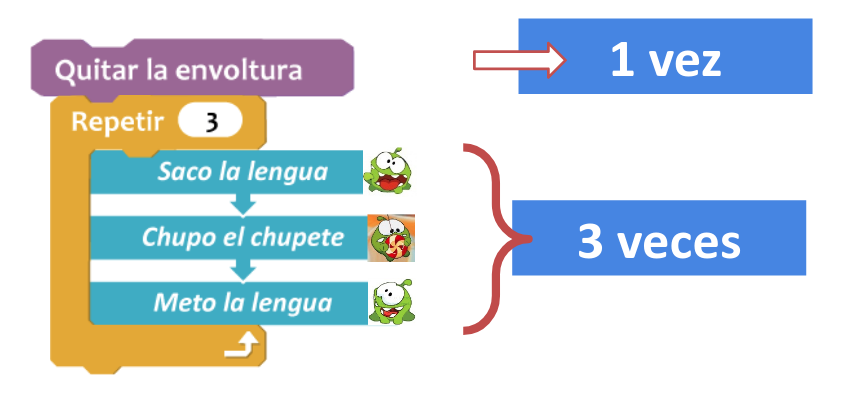 Quitar la envoltura
1 vez
Repetir 3
Saco la lengua
Chupo el chupete
3 veces
Meto la lengua